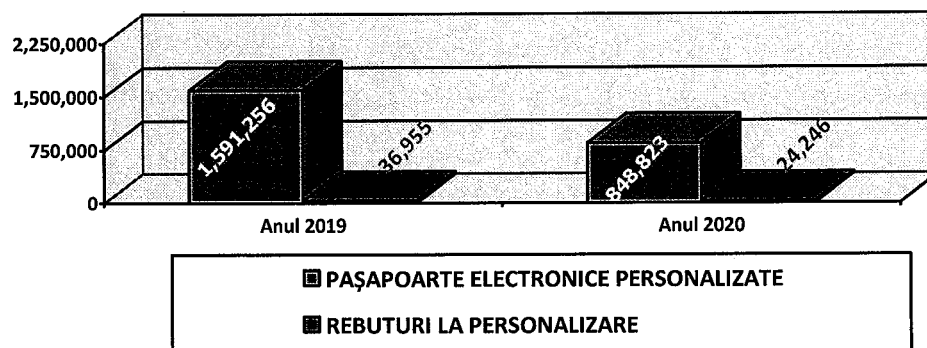 2,250,000
1,500,000
750,000
0
1,591,256
36,955
848,823
24,246
Anul 2019
Anul 2020
PAŞAPOARTE ELECTRONICE PERSONALIZATE
REBUTURI LA PERSONALIZARE